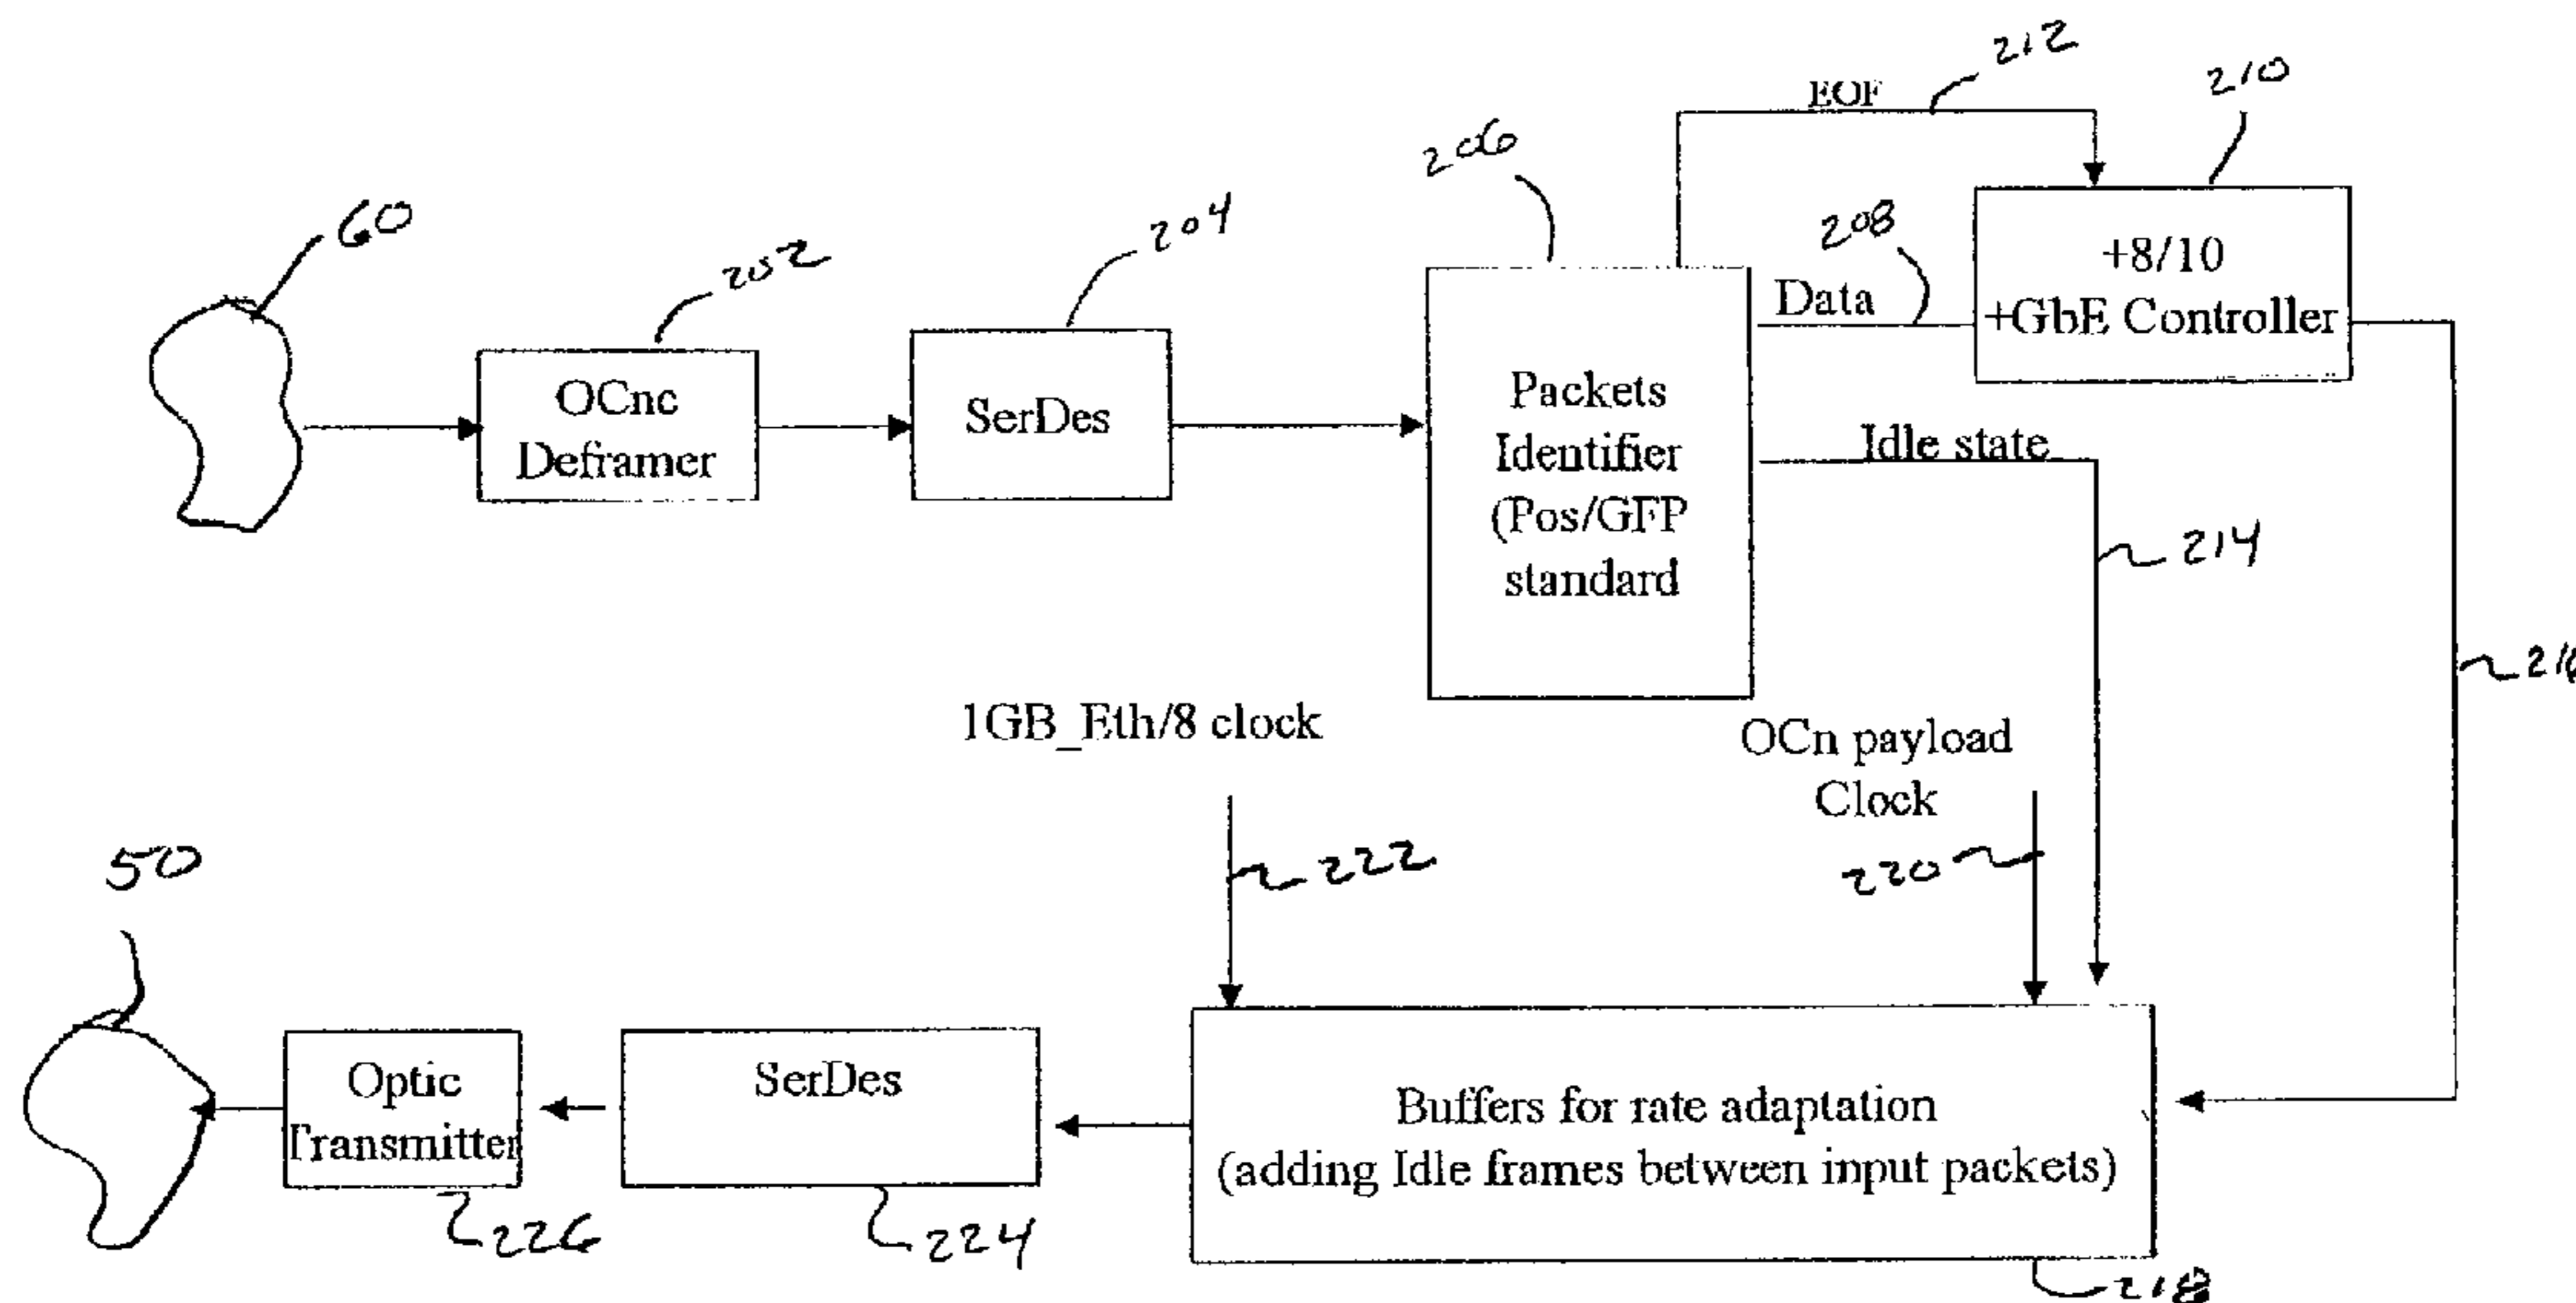 212
EOF
210
206
60
204
202
208
+8/10
+GbE Controller
Data
OCnc
Deframer
SerDes
Packets
Identifier
(Pos/GFP
standard
Idle state
214
1GB_Eth/8 clock
OCn payload
Clock
50
222
220
Optic
Transmitter
SerDes
Buffers for rate adaptation
(adding Idle frames between input packets)
226
224
218